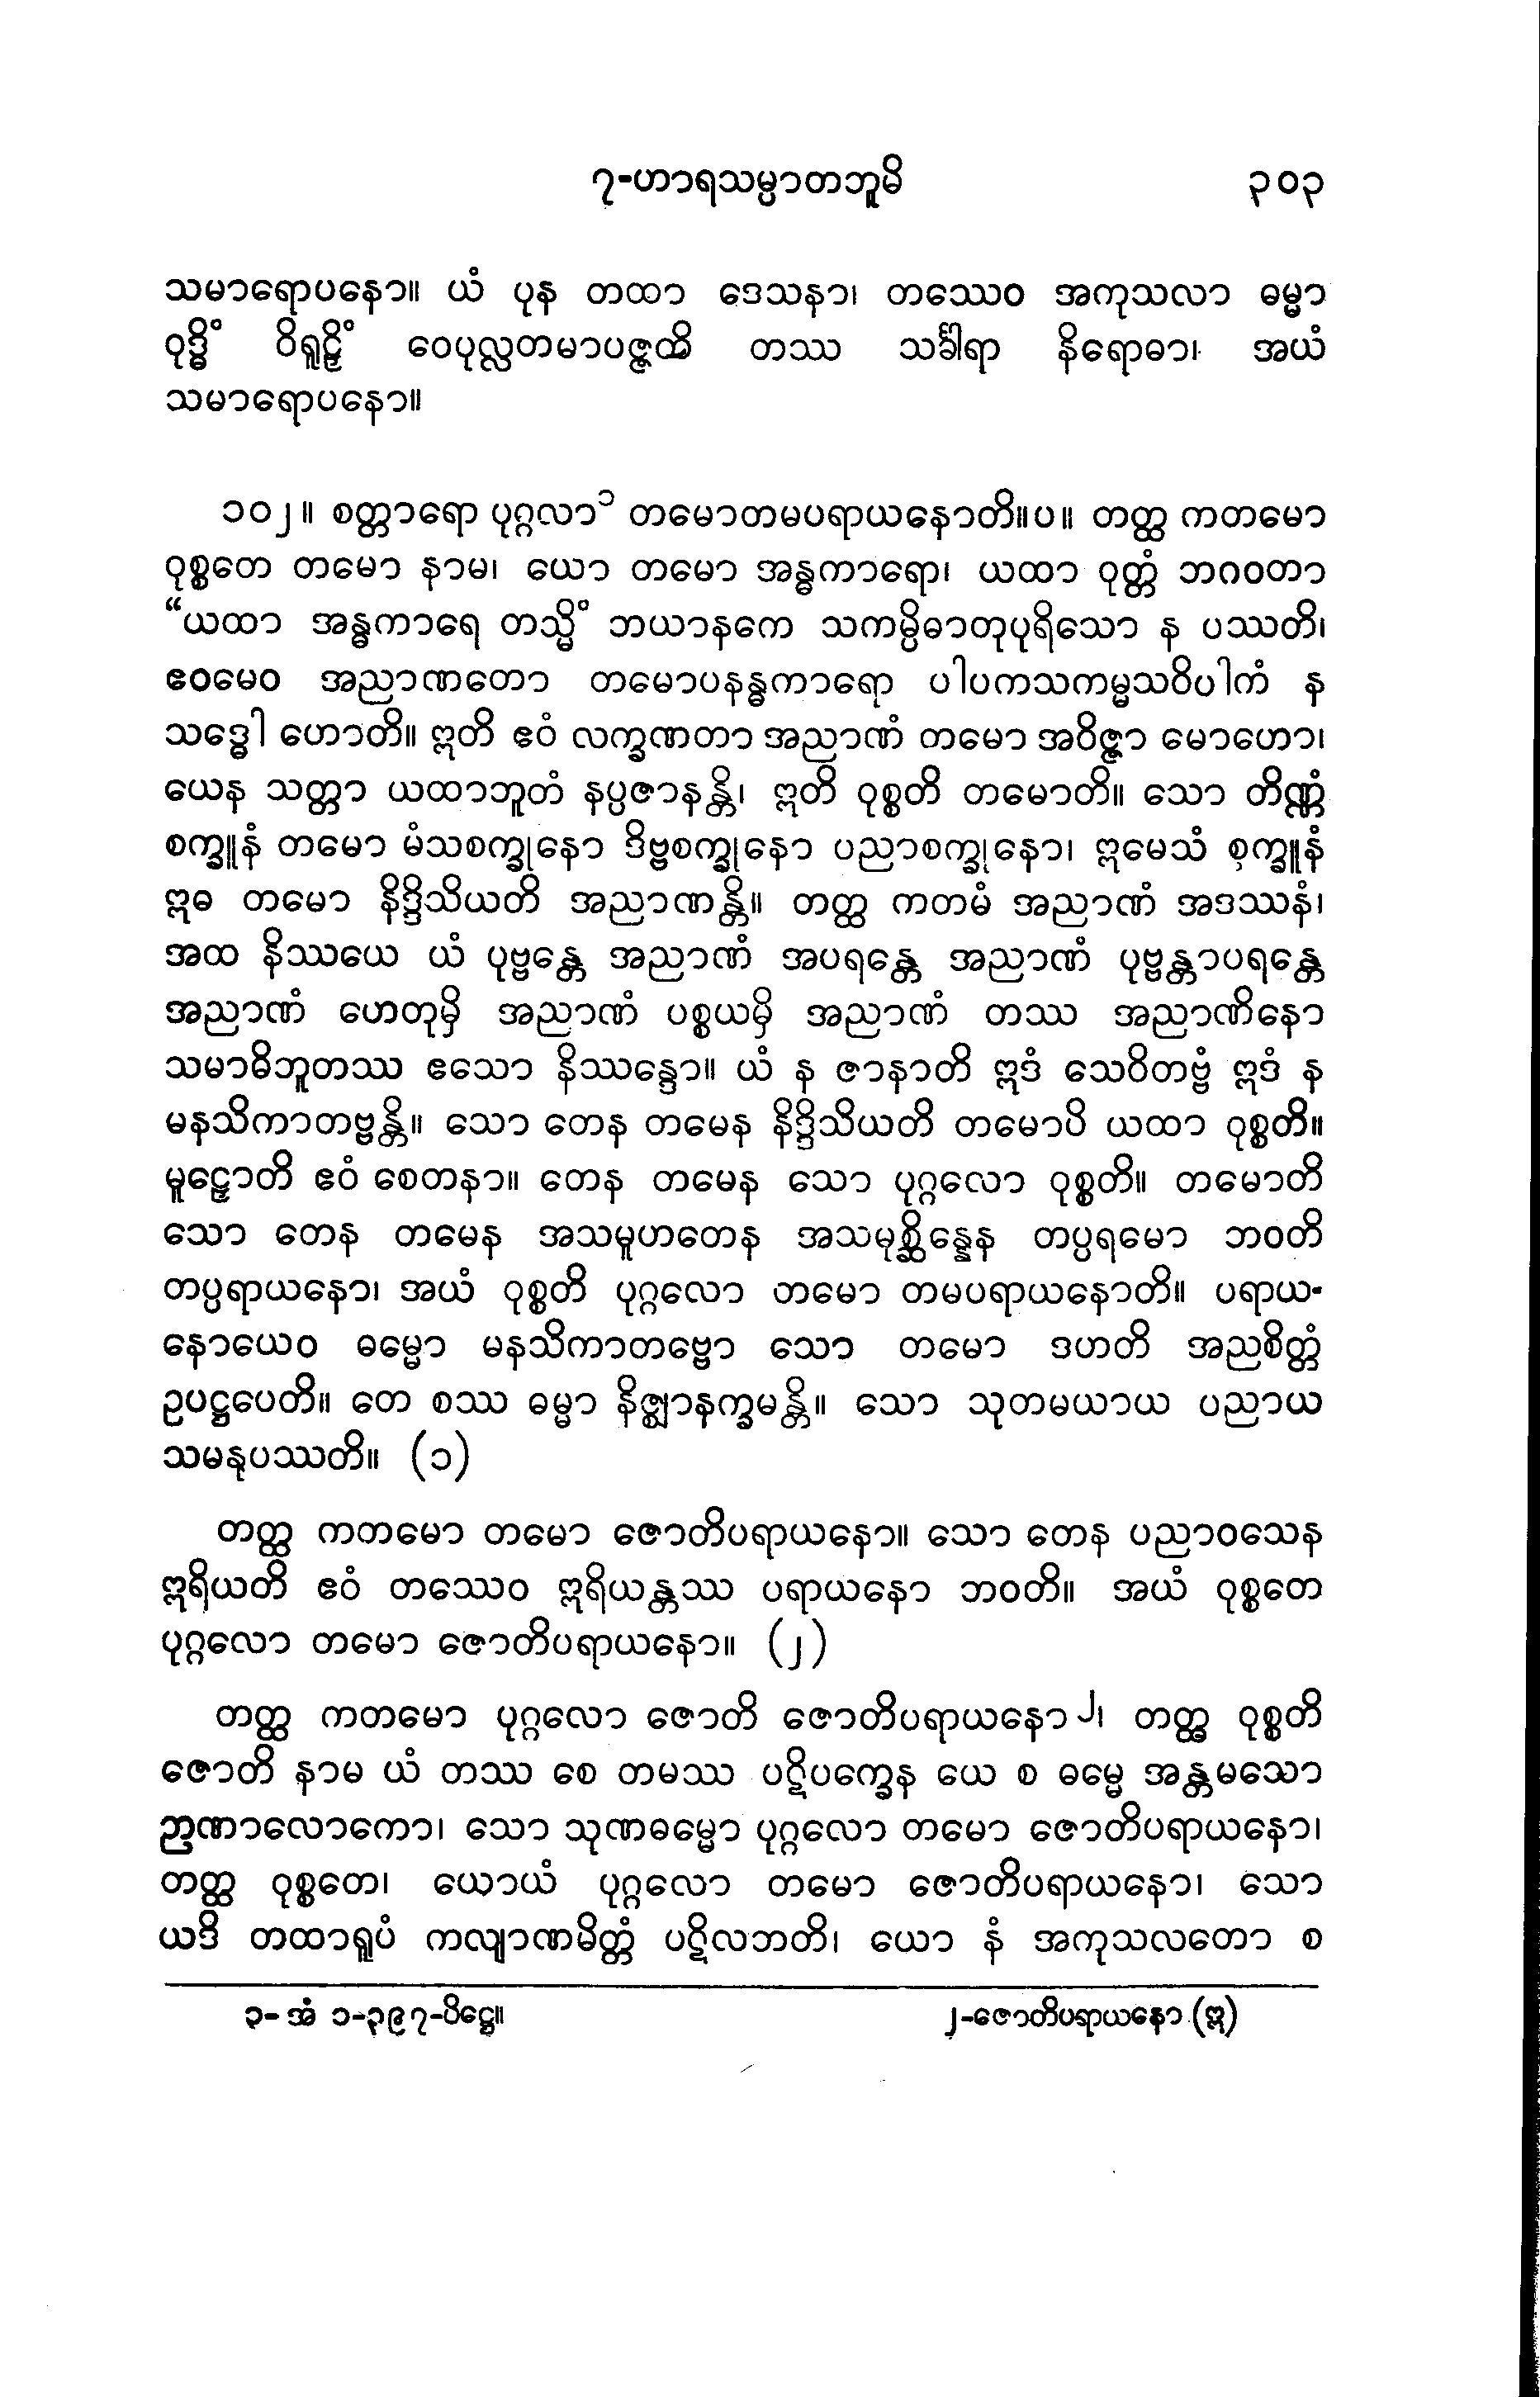 ၇-ဟာရသမ္ပာတဘူမိ ၃၀၃
သမာရောပနော။ ယံ ပုန တထာ ဒေသနာ၊ တဿေဝ အကုသလာ ဓမ္မာ
ဝုဒ္ဓိံ ဝိရူဠှိံ ဝေပုလ္လတမာပဇ္ဇထိ တဿ သင်္ခါရာ နိရောဓာ၊ အယံ
သမာရောပနော။
၁၀၂။ စတ္တာရော ပုဂ္ဂလာ၁ တမောတမပရာယနောတိ။ပ။ တတ္ထ ကတမော
ဝုစ္စတေ တမော နာမ၊ ယော တမော အန္ဓကာရော၊ ယထာ ဝုတ္တံ ဘဂဝတာ
“ယထာ အန္ဓကာရေ တသ္မိံ ဘယာနကေ သကမ္ပိဓာတုပုရိသော န ပဿတိ၊
ဧဝမေဝ အညာဏတော တမောပနန္ဓကာရော ပါပကသကမ္မသဝိပါကံ န
သဒ္ဓေါ ဟောတိ။ ဣတိ ဧဝံ လက္ခဏတာ အညာဏံ တမော အဝိဇ္ဇာ မောဟော၊
ယေန သတ္တာ ယထာဘူတံ နပ္ပဇာနန္တိ၊ ဣတိ ဝုစ္စတိ တမောတိ။ သော တိဏ္ဏံ
စက္ခူနံ တမော မံသစက္ခုနော ဒိဗ္ဗစက္ခုနော ပညာစက္ခုနော၊ ဣမေသံ စက္ခူနံ
ဣဓ တမော နိဒ္ဒိသိယတိ အညာဏန္တိ။ တတ္ထ ကတမံ အညာဏံ အဒဿနံ၊
အထ နိဿယေ ယံ ပုဗ္ဗန္တေ အညာဏံ အပရန္တေ အညာဏံ ပုဗ္ဗန္တာပရန္တေ
အညာဏံ ဟေတုမှိ အညာဏံ ပစ္စယမှိ အညာဏံ တဿ အညာဏိနော
သမာဓိဘူတဿ ဧသော နိဿန္ဒော။ ယံ န ဇာနာတိ ဣဒံ သေဝိတဗ္ဗံ ဣဒံ န
မနသိကာတဗ္ဗန္တိ။ သော တေန တမေန နိဒ္ဒိသိယတိ တမောပိ ယထာ ဝုစ္စတိ။
မူဠှောတိ ဧဝံ စေတနာ။ တေန တမေန သော ပုဂ္ဂလော ဝုစ္စတိ။ တမောတိ
သော တေန တမေန အသမူဟတေန အသမုစ္ဆိန္နေန တပ္ပရမော ဘဝတိ
တပ္ပရာယနော၊ အယံ ဝုစ္စတိ ပုဂ္ဂလော တမော တမပရာယနောတိ။ ပရာယ-
နောယေဝ ဓမ္မော မနသိကာတဗ္ဗော သော တမော ဒဟတိ အညစိတ္တံ
ဥပဋ္ဌပေတိ။ တေ စဿ ဓမ္မာ နိဇ္ဈာနက္ခမန္တိ။ သော သုတမယာယ ပညာယ
သမနုပဿတိ။ (၁)
တတ္ထ ကတမော တမော ဇောတိပရာယနော။ သော တေန ပညာဝသေန
ဣရိယတိ ဧဝံ တဿေဝ ဣရိယန္တဿ ပရာယနော ဘဝတိ။ အယံ ဝုစ္စတေ
ပုဂ္ဂလော တမော ဇောတိပရာယနော။ (၂)
တတ္ထ ကတမော ပုဂ္ဂလော ဇောတိ ဇောတိပရာယနော၂၊ တတ္ထ ဝုစ္စတိ
ဇောတိ နာမ ယံ တဿ စေ တမဿ ပဋိပက္ခေန ယေ စ ဓမ္မေ အန္တမသော
ဉာဏာလောကော၊ သော သုဏဓမ္မော ပုဂ္ဂလော တမော ဇောတိပရာယနော၊
တတ္ထ ဝုစ္စတေ၊ ယောယံ ပုဂ္ဂလော တမော ဇောတိပရာယနော၊ သော
ယဒိ တထာရူပံ ကလျာဏမိတ္တံ ပဋိလဘတိ၊ ယော နံ အကုသလတော စ
၃- အံ ၁-၃၉၇-ပိဋ္ဌေ။ ၂-ဇောတိပရာယနော (ဣ)